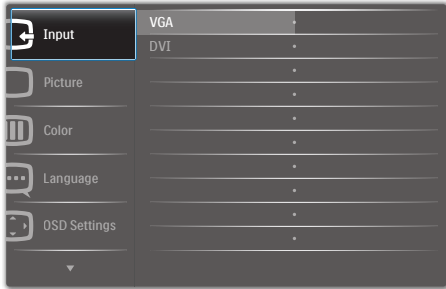 Input
Picture
Color
Language
OSD Settings
VGA
DVI